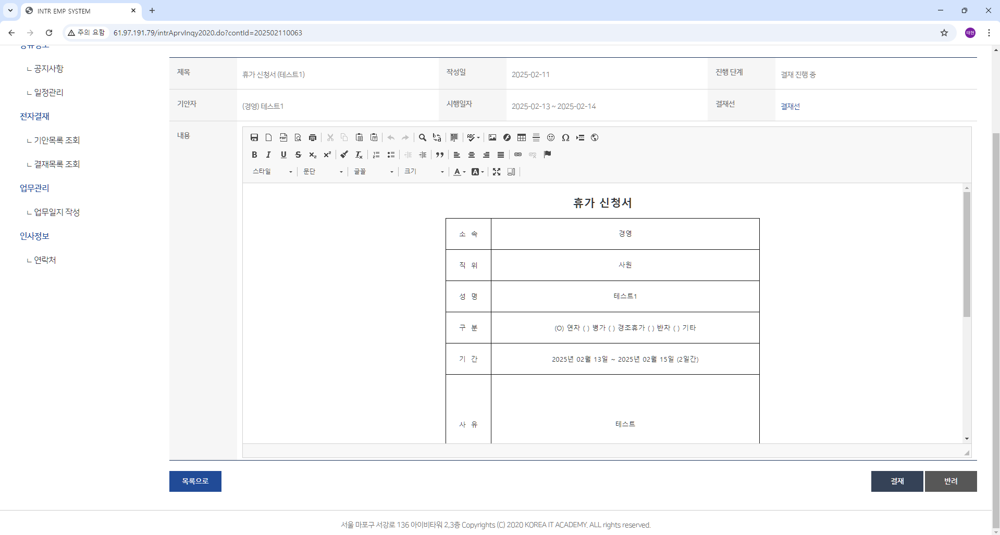 INTR EMP SYSTEM
주의 요함 61.97.191.79/intrAprvInqy2020.do?contId=202502110063
태현
ㄴ 공지사항
ㄴ 일정관리
전자결재
ㄴ 기안목록 조회
ㄴ 결재목록 조회
업무관리
ㄴ 업무일지 작성
인사정보
ㄴ 연락처
제목 휴가 신청서 (테스트1) 작성일 2025-02-11 진행 단계 결재 진행 중
기안자 (경영) 테스트1 시행일자 2025-02-13 ~ 2025-02-14 결재선 결재선
내용
스타일 문단 글꼴 크기
휴가 신청서
소 속 경영
직 위 사원
성 명 테스트1
구 분 (O) 연차 ( ) 병가 ( ) 경조휴가 ( ) 반차 ( ) 기타
기 간 2025년 02월 13일 ~ 2025년 02월 15일 (2일간)
사 유 테스트
목록으로 결재 반려
서울 마포구 서강로 136 아이비타워 2,3층 Copyrights (C) 2020 KOREA IT ACADEMY. ALL rights reserved.